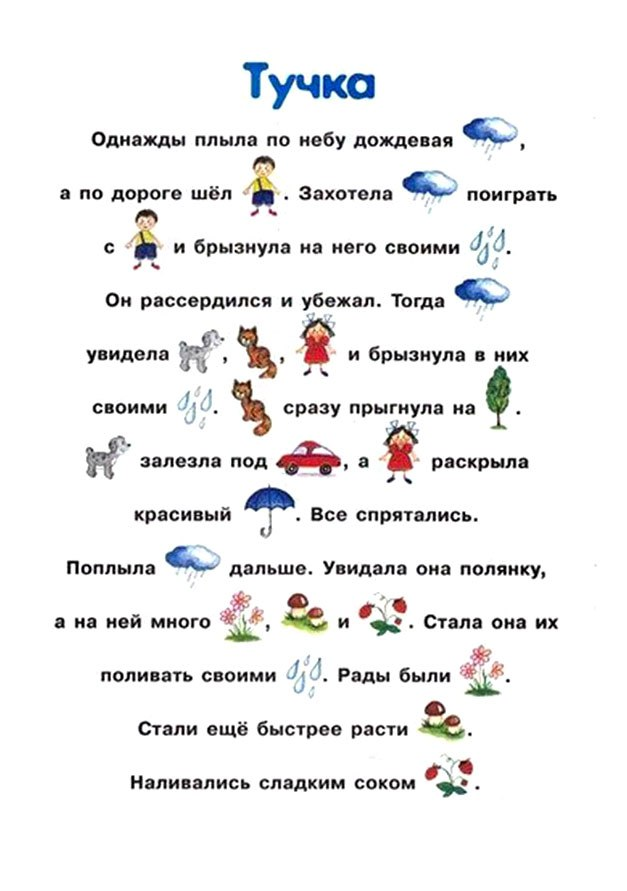 Тучка
Однажды плыла по небу дождевая ,
а по дороге шёл . Захотела поиграть
с и брызнула на него своими .
Он рассердился и убежал. Тогда
увидела , , и брызнула в них
своими . сразу прыгнула на .
залезла под , а раскрыла
красивый . Все спрятались.
Поплыла дальше. Увидала она полянку,
а на ней много , и . Стала она их
поливать своими . Рады были .
Стали ещё быстрее расти .
Наливались сладким соком .